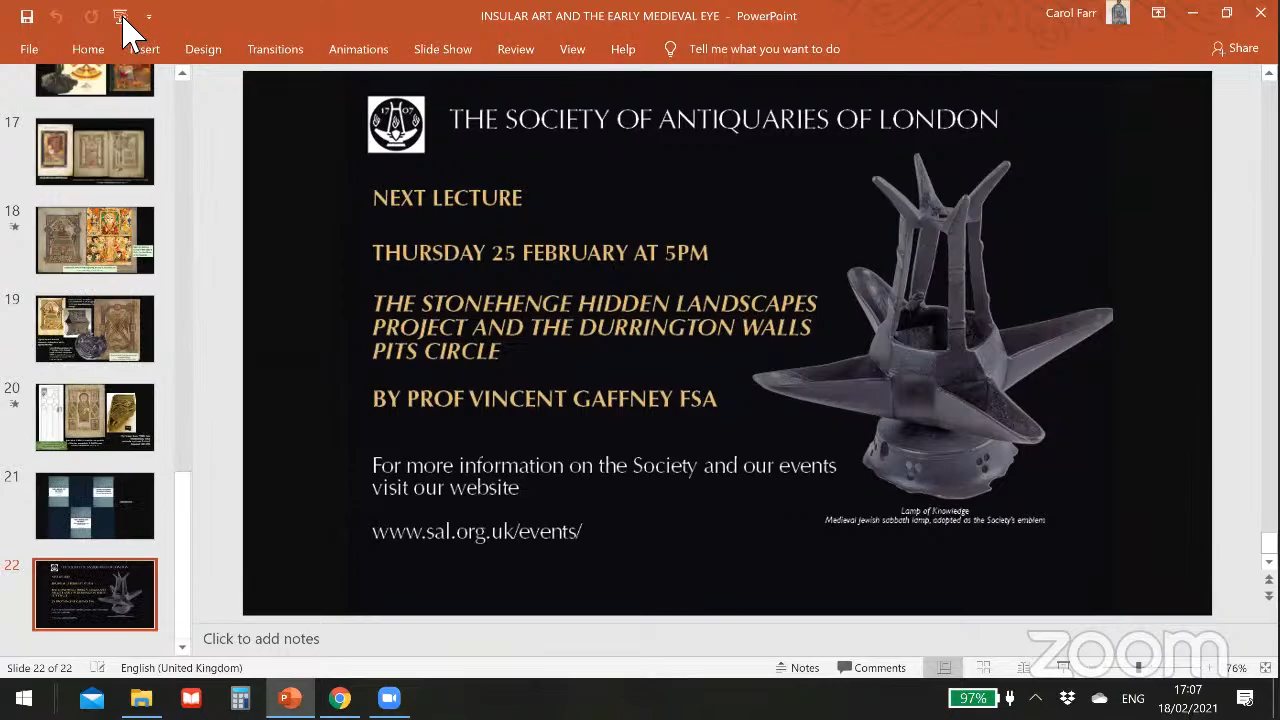 INSULAR ART AND THE EARLY MEDIEVAL EYE - PowerPoint
Carol Farr
File Home Insert Design Transitions Animations Slide Show Review View Help Tell me what you want to do
Share
17
18
19
20
21
22
1707
THE SOCIETY OF ANTIQUARIES OF LONDON
NEXT LECTURE
THURSDAY 25 FEBRUARY AT 5PM
THE STONEHENGE HIDDEN LANDSCAPES
PROJECT AND THE DURRINGTON WALLS
PITS CIRCLE
BY PROF VINCENT GAFFNEY FSA
For more information on the Society and our events
visit our website
www.sal.org.uk/events/
Lamp of Knowledge
Medieval Jewish sabbath lamp, adopted as the Society's emblem
Click to add notes
zoom
Slide 22 of 22 English (United Kingdom) Notes Comments 76%
97% ENG 17:07
18/02/2021